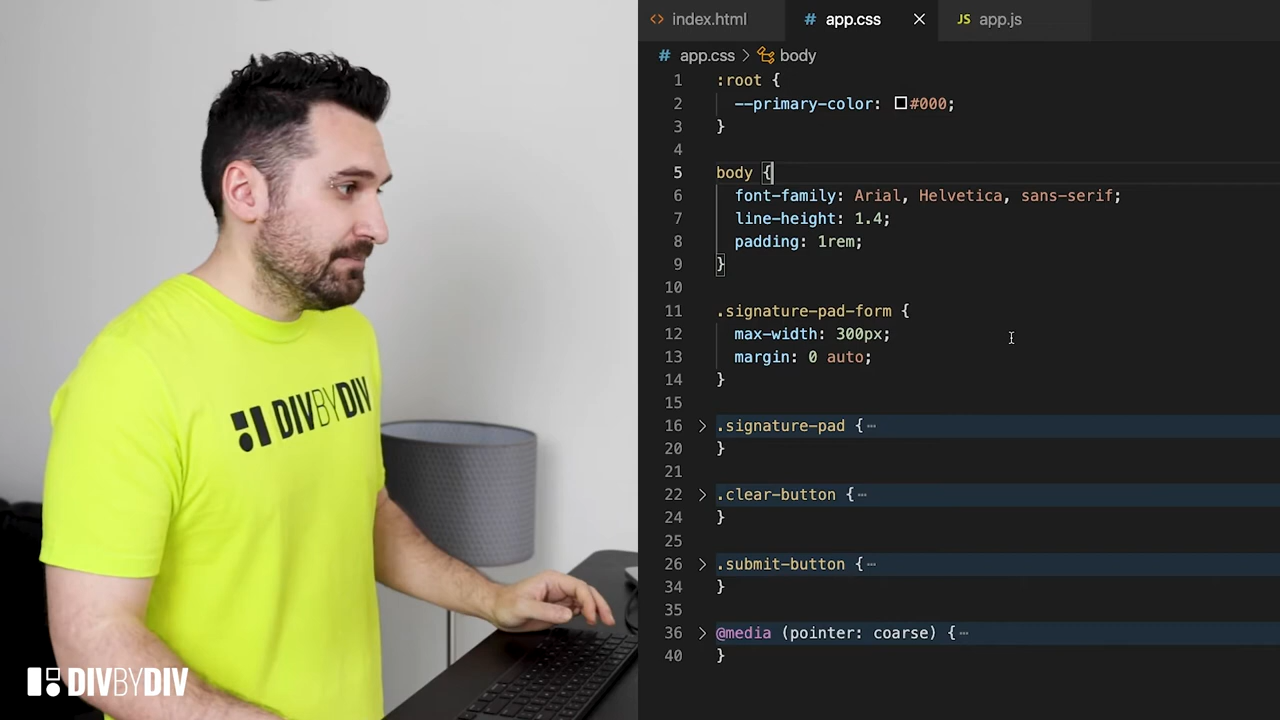 index.html
# app.css
JS app.js
# app.css > body
1 :root {
2 --primary-color: #000;
3 }
4
5 body {
6 font-family: Arial, Helvetica, sans-serif;
7 line-height: 1.4;
8 padding: 1rem;
9 }
10
11 .signature-pad-form {
12 max-width: 300px;
13 margin: 0 auto;
14 }
15
16 > .signature-pad {⋯
20 }
21
22 > .clear-button {⋯
24 }
25
26 > .submit-button {⋯
34 }
35
36 > @media (pointer: coarse) {⋯
40 }
DIVBYDIV
DIVBYDIV